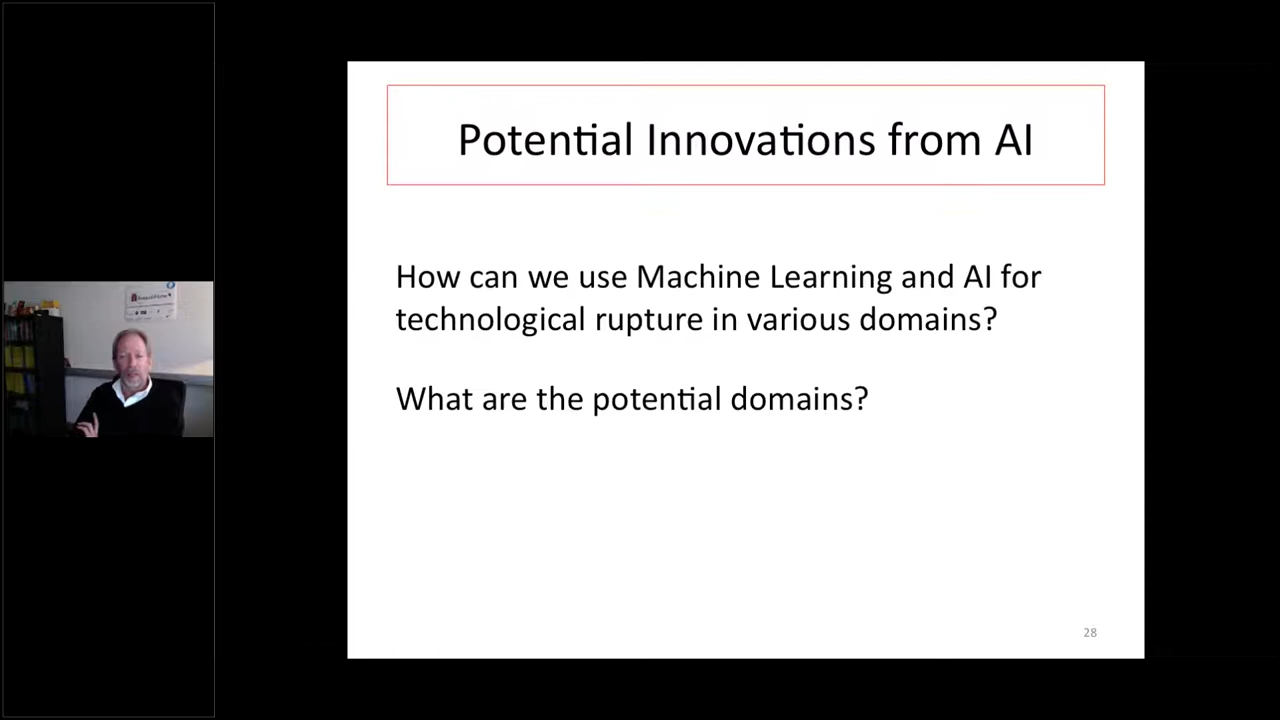 Potential Innovations from AI
How can we use Machine Learning and AI for
technological rupture in various domains?
What are the potential domains?
28